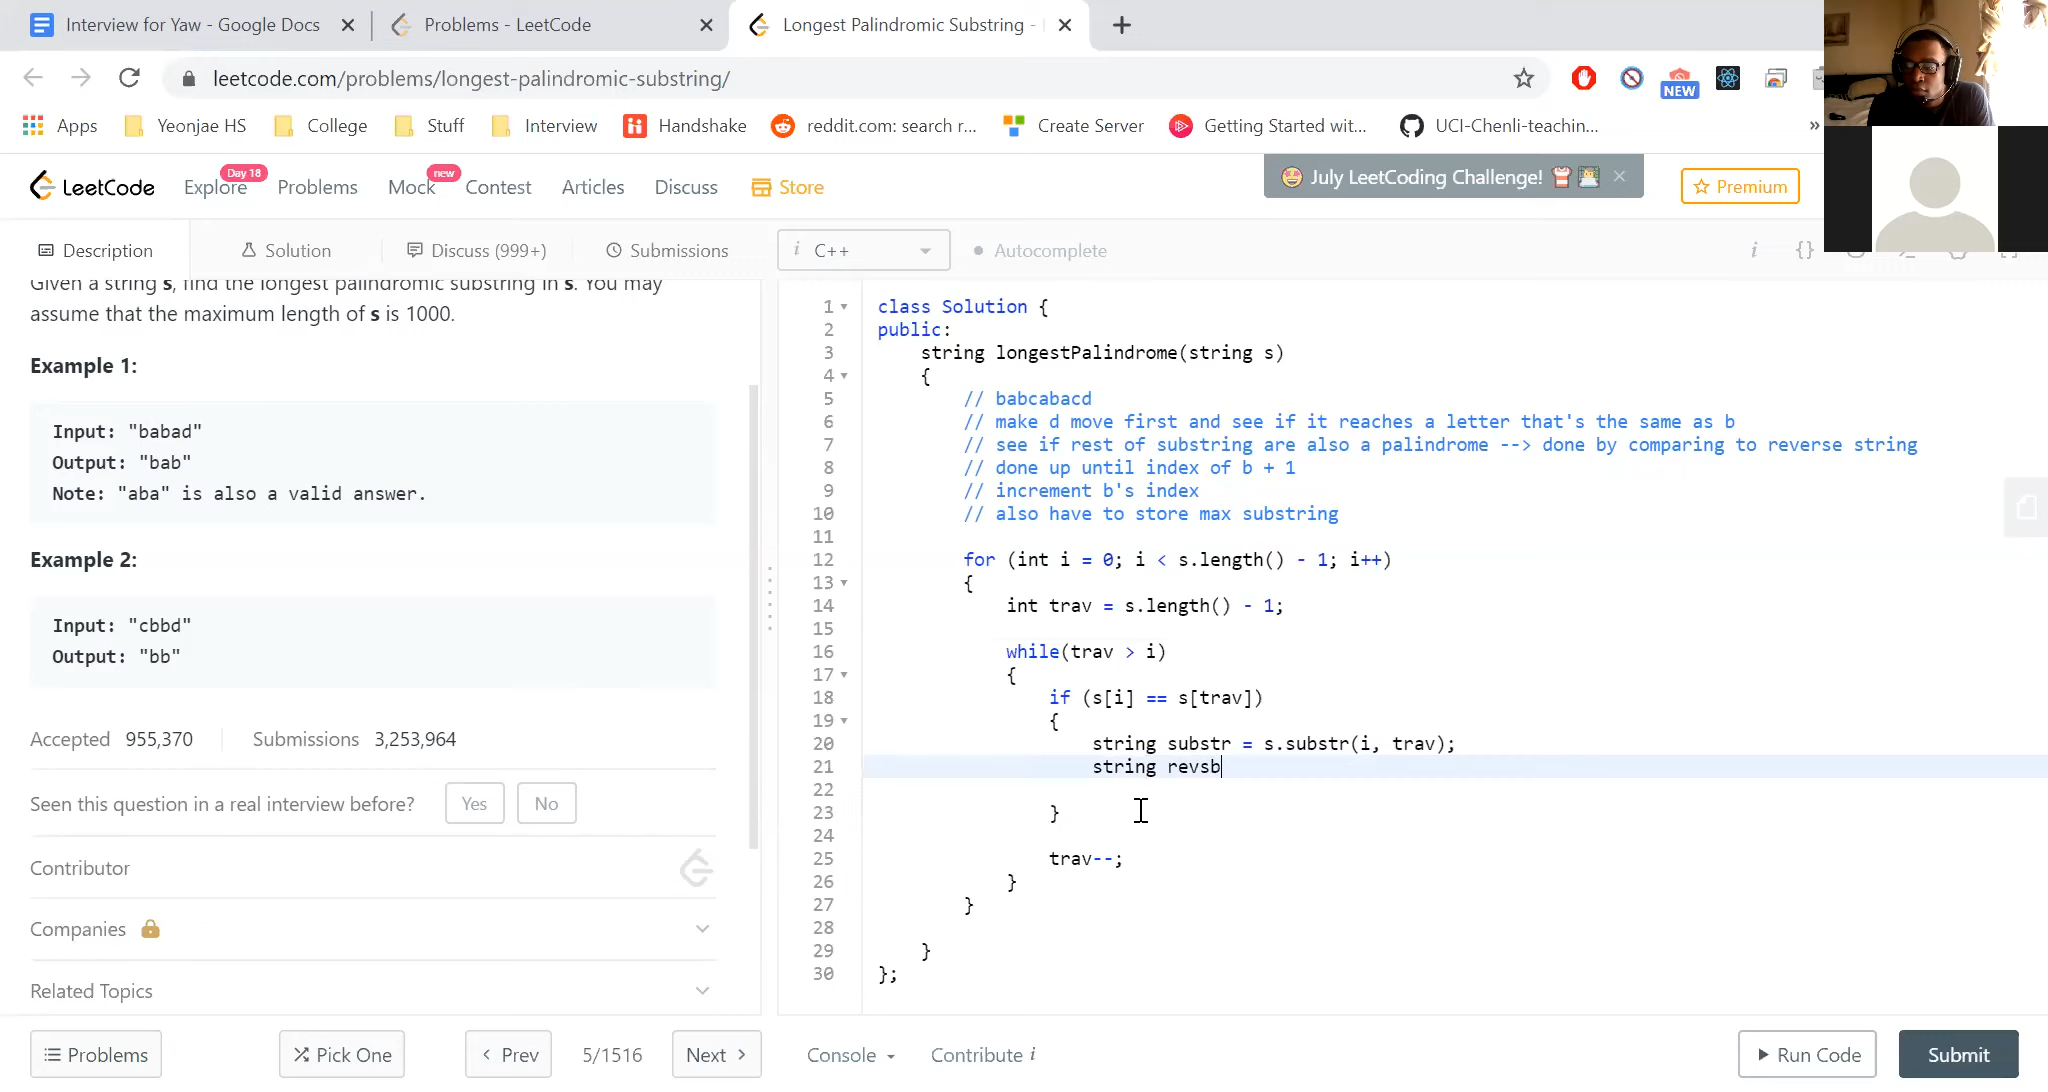 Interview for Yaw - Google Docs
Problems - LeetCode
Longest Palindromic Substring -
leetcode.com/problems/longest-palindromic-substring/
NEW
Apps
Yeonjae HS
College
Stuff
Interview
Handshake
reddit.com: search r...
Create Server
Getting Started wit...
UCI-Chenli-teachin...
»
LeetCode
Explore
Day 18
Problems
Mock
new
Contest
Articles
Discuss
Store
July LeetCoding Challenge!
Premium
Description
Solution
Discuss (999+)
Submissions
i C++
Autocomplete
i
{}
Given a string s, find the longest palindromic substring in s. You may
assume that the maximum length of s is 1000.
Example 1:
Input: "babad"
Output: "bab"
Note: "aba" is also a valid answer.
Example 2:
Input: "cbbd"
Output: "bb"
Accepted 955,370
Submissions 3,253,964
Seen this question in a real interview before?
Yes
No
Contributor
Companies
Related Topics
1 class Solution {
2 public:
3 string longestPalindrome(string s)
4 {
5 // babcabacd
6 // make d move first and see if it reaches a letter that's the same as b
7 // see if rest of substring are also a palindrome --> done by comparing to reverse string
8 // done up until index of b + 1
9 // increment b's index
10 // also have to store max substring
11
12 for (int i = 0; i < s.length() - 1; i++)
13 {
14 int trav = s.length() - 1;
15
16 while(trav > i)
17 {
18 if (s[i] == s[trav])
19 {
20 string substr = s.substr(i, trav);
21 string revsb
22
23 }
24
25 trav--;
26 }
27 }
28
29 }
30 };
Problems
Pick One
Prev
5/1516
Next
Console
Contribute i
Run Code
Submit